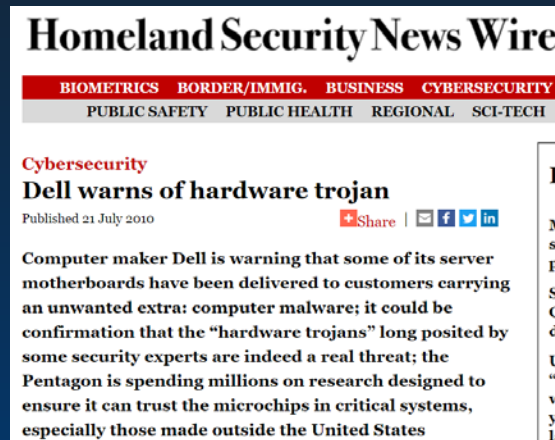 Homeland Security News Wire
BIOMETRICS BORDER/IMMIG. BUSINESS CYBERSECURITY
PUBLIC SAFETY PUBLIC HEALTH REGIONAL SCI-TECH
Cybersecurity
Dell warns of hardware trojan
Published 21 July 2010
Share |
Computer maker Dell is warning that some of its server
motherboards have been delivered to customers carrying
an unwanted extra: computer malware; it could be
confirmation that the “hardware trojans” long posited by
some security experts are indeed a real threat; the
Pentagon is spending millions on research designed to
ensure it can trust the microchips in critical systems,
especially those made outside the United States